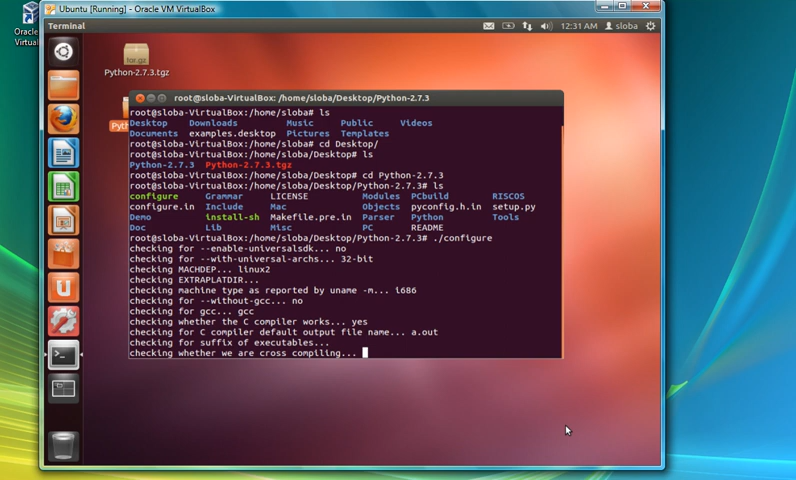 Ubuntu [Running] - Oracle VM VirtualBox
Oracle
Virtual
Terminal
12:31 AM
sloba
tar.gz
Python-2.7.3.tgz
Pyth
root@sloba-VirtualBox: /home/sloba/Desktop/Python-2.7.3
root@sloba-VirtualBox:/home/sloba# ls
Desktop Downloads Music Public Videos
Documents examples.desktop Pictures Templates
root@sloba-VirtualBox:/home/sloba# cd Desktop/
root@sloba-VirtualBox:/home/sloba/Desktop# ls
Python-2.7.3 Python-2.7.3.tgz
root@sloba-VirtualBox:/home/sloba/Desktop# cd Python-2.7.3
root@sloba-VirtualBox:/home/sloba/Desktop/Python-2.7.3# ls
configure Grammar LICENSE Modules PCbuild RISCOS
configure.in Include Mac Objects pyconfig.h.in setup.py
Demo install-sh Makefile.pre.in Parser Python Tools
Doc Lib Misc PC README
root@sloba-VirtualBox:/home/sloba/Desktop/Python-2.7.3# ./configure
checking for --enable-universalsdk... no
checking for --with-universal-archs... 32-bit
checking MACHDEP... linux2
checking EXTRAPLATDIR...
checking machine type as reported by uname -m... i686
checking for --without-gcc... no
checking for gcc... gcc
checking whether the C compiler works... yes
checking for C compiler default output file name... a.out
checking for suffix of executables...
checking whether we are cross compiling...